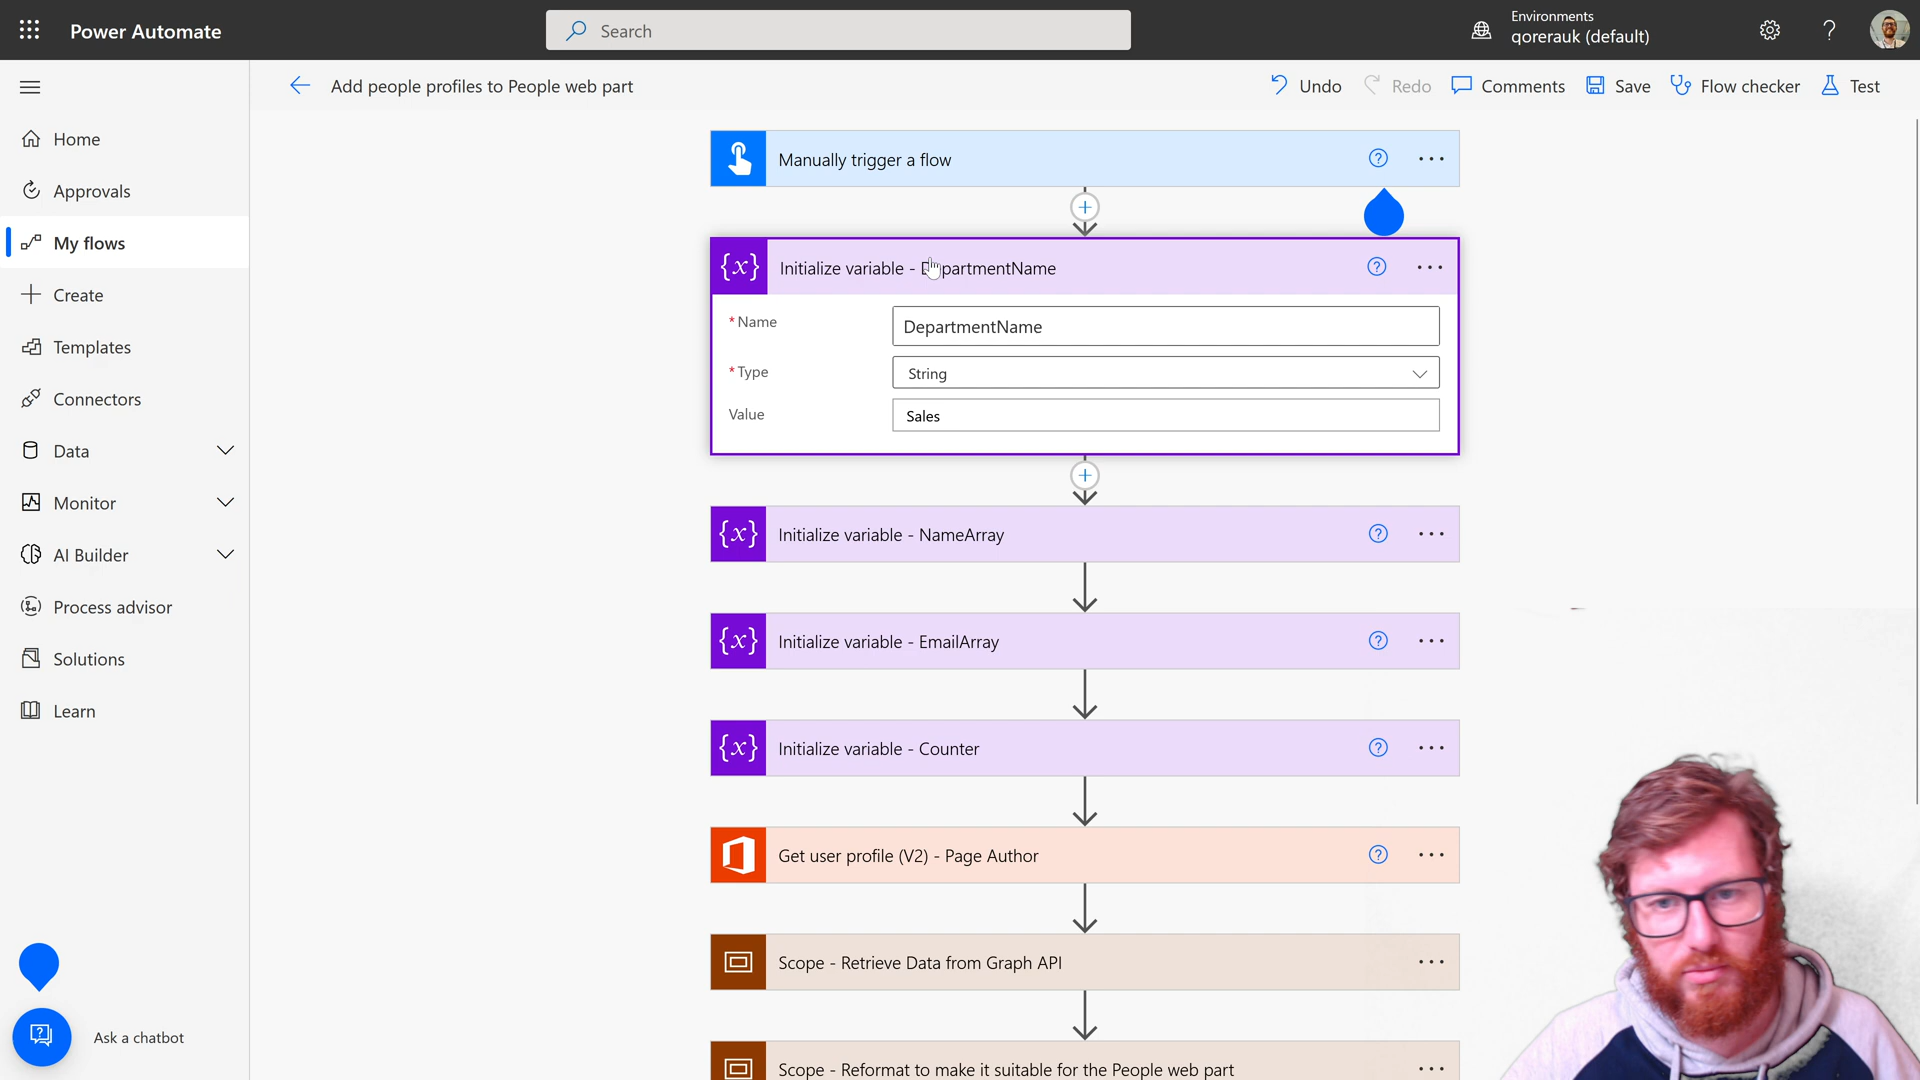 Power Automate
Search
Environments
qorerauk (default)
?
Add people profiles to People web part
Undo
Redo
Comments
Save
Flow checker
Test
Home
Approvals
My flows
Create
Templates
Connectors
Data
Monitor
AI Builder
Process advisor
Solutions
Learn
Ask a chatbot
Manually trigger a flow
?
{x} Initialize variable - DepartmentName
?
* Name
DepartmentName
* Type
String
Value
Sales
{x} Initialize variable - NameArray
?
{x} Initialize variable - EmailArray
?
{x} Initialize variable - Counter
?
Get user profile (V2) - Page Author
?
Scope - Retrieve Data from Graph API
Scope - Reformat to make it suitable for the People web part